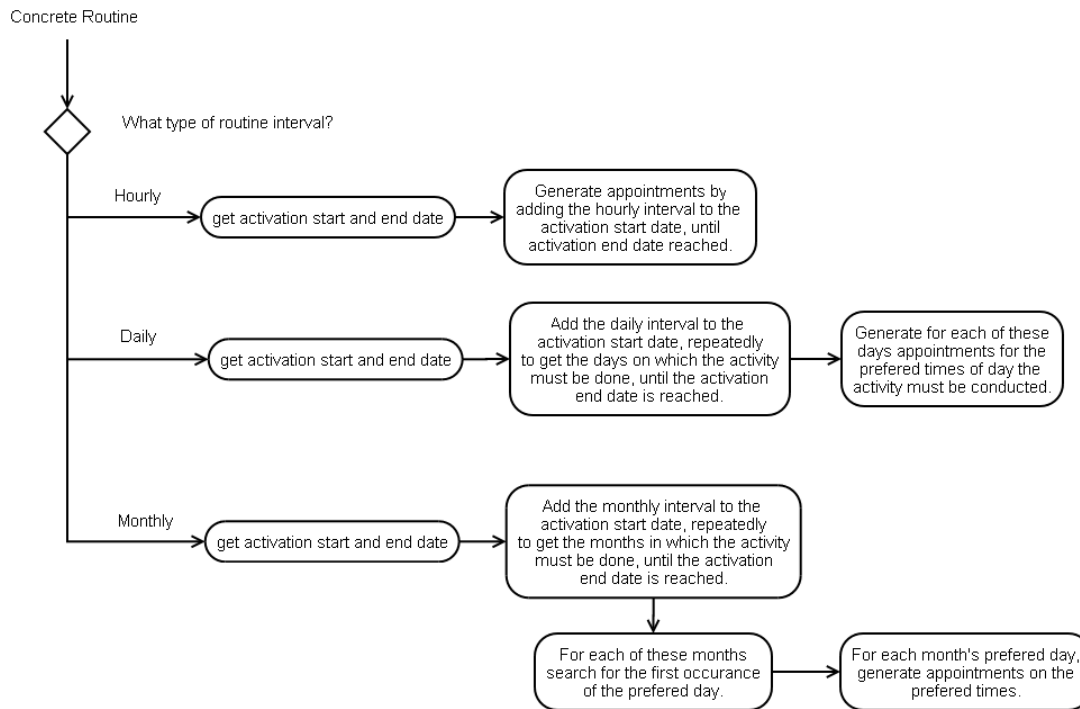 Concrete Routine
What type of routine interval?
Hourly
get activation start and end date
Generate appointments by
adding the hourly interval to the
activation start date, until
activation end date reached.
Daily
get activation start and end date
Add the daily interval to the
activation start date, repeatedly
to get the days on which the activity
must be done, until the activation
end date is reached.
Generate for each of these
days appointments for the
prefered times of day the
activity must be conducted.
Monthly
get activation start and end date
Add the monthly interval to the
activation start date, repeatedly
to get the months in which the activity
must be done, until the activation
end date is reached.
For each of these months
search for the first occurance
of the prefered day.
For each month's prefered day,
generate appointments on the
prefered times.